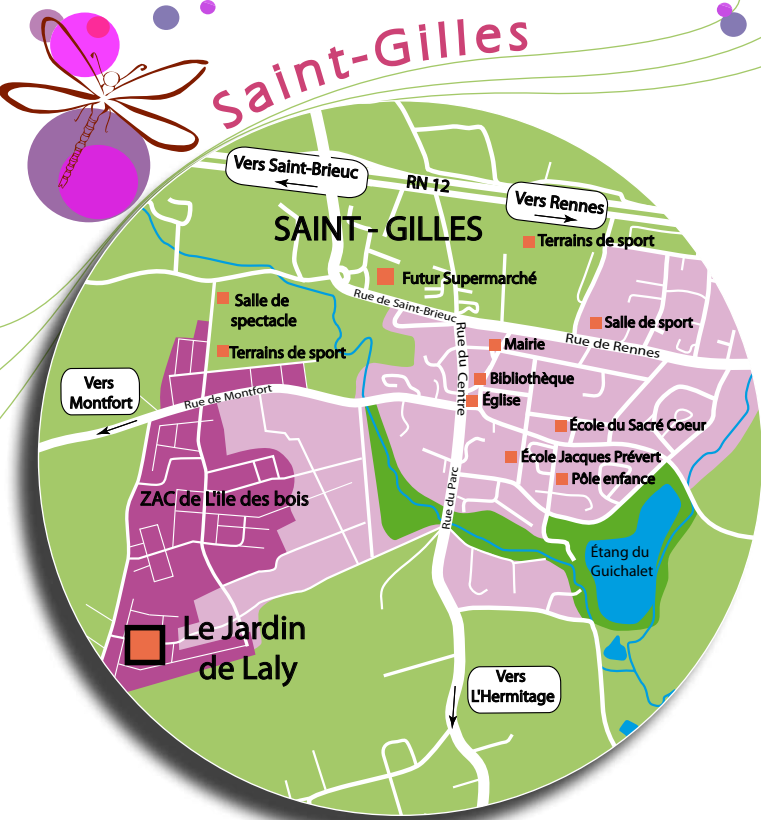 Saint-Gilles
Vers Saint-Brieuc
RN 12
Vers Rennes
SAINT - GILLES
Terrains de sport
Futur Supermarché
Salle de
spectacle
Rue de Saint-Brieuc
Salle de sport
Rue de Rennes
Terrains de sport
Rue du Centre
Mairie
Vers
Montfort
Rue de Montfort
Bibliothèque
Église
École du Sacré Coeur
École Jacques Prévert
Pôle enfance
Rue du Parc
ZAC de L'ile des bois
Étang du
Guichalet
Le Jardin
de Laly
Vers
L'Hermitage